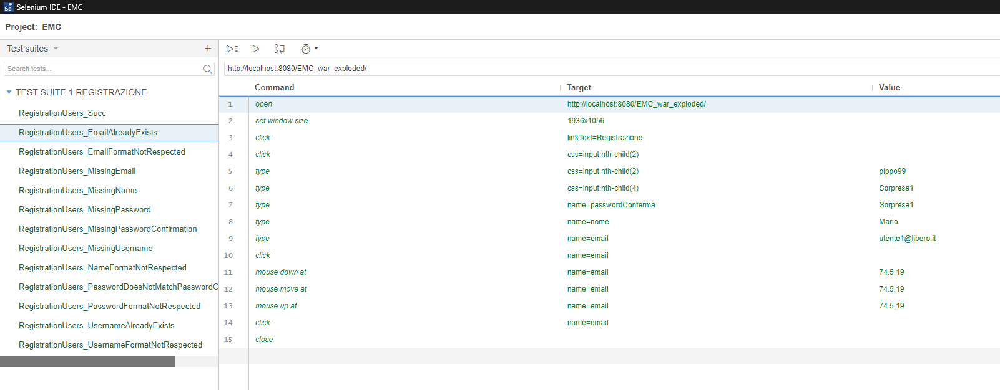 Selenium IDE - EMC
Project: EMC
Test suites
Search tests...
TEST SUITE 1 REGISTRAZIONE
RegistrationUsers_Succ
RegistrationUsers_EmailAlreadyExists
RegistrationUsers_EmailFormatNotRespected
RegistrationUsers_MissingEmail
RegistrationUsers_MissingName
RegistrationUsers_MissingPassword
RegistrationUsers_MissingPasswordConfirmation
RegistrationUsers_MissingUsername
RegistrationUsers_NameFormatNotRespected
RegistrationUsers_PasswordDoesNotMatchPasswordC
RegistrationUsers_PasswordFormatNotRespected
RegistrationUsers_UsernameAlreadyExists
RegistrationUsers_UsernameFormatNotRespected
http://localhost:8080/EMC_war_exploded/
Command Target Value
1 open http://localhost:8080/EMC_war_exploded/
2 set window size 1936x1056
3 click linkText=Registrazione
4 click css=input:nth-child(2)
5 type css=input:nth-child(2) pippo99
6 type css=input:nth-child(4) Sorpresa1
7 type name=passwordConferma Sorpresa1
8 type name=nome Mario
9 type name=email utente1@libero.it
10 click name=email
11 mouse down at name=email 74.5,19
12 mouse move at name=email 74.5,19
13 mouse up at name=email 74.5,19
14 click name=email
15 close